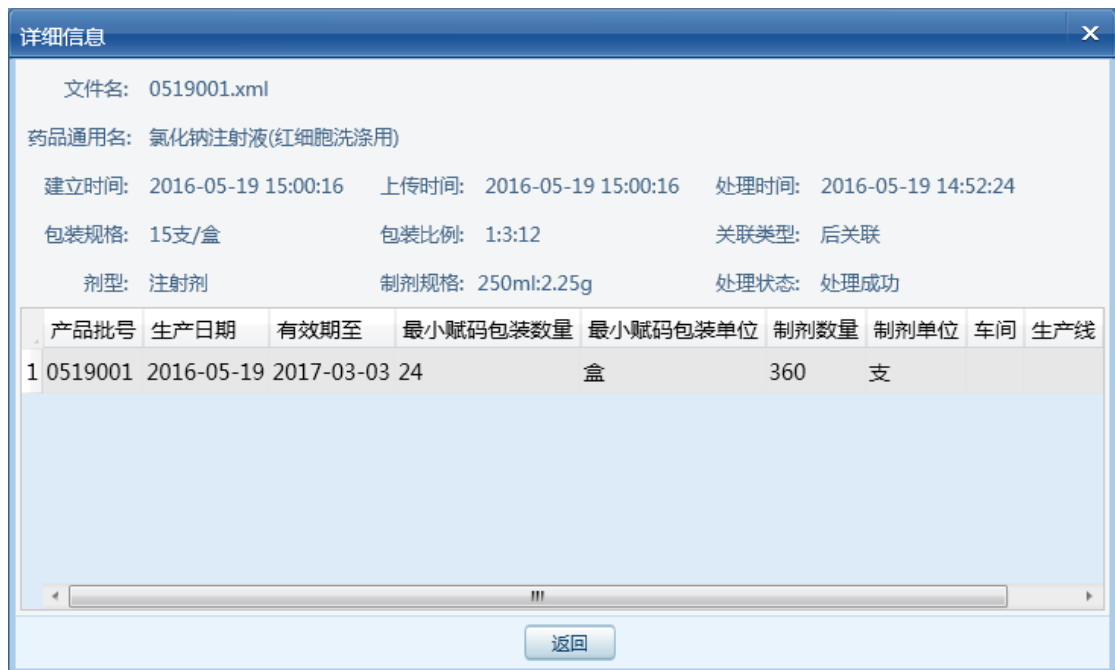 详细信息
文件名: 0519001.xml
药品通用名: 氯化钠注射液(红细胞洗涤用)
建立时间: 2016-05-19 15:00:16 上传时间: 2016-05-19 15:00:16 处理时间: 2016-05-19 14:52:24
包装规格: 15支/盒 包装比例: 1:3:12 关联类型: 后关联
剂型: 注射剂 制剂规格: 250ml:2.25g 处理状态: 处理成功
产品批号 生产日期 有效期至 最小赋码包装数量 最小赋码包装单位 制剂数量 制剂单位 车间 生产线
1 0519001 2016-05-19 2017-03-03 24 盒 360 支
返回